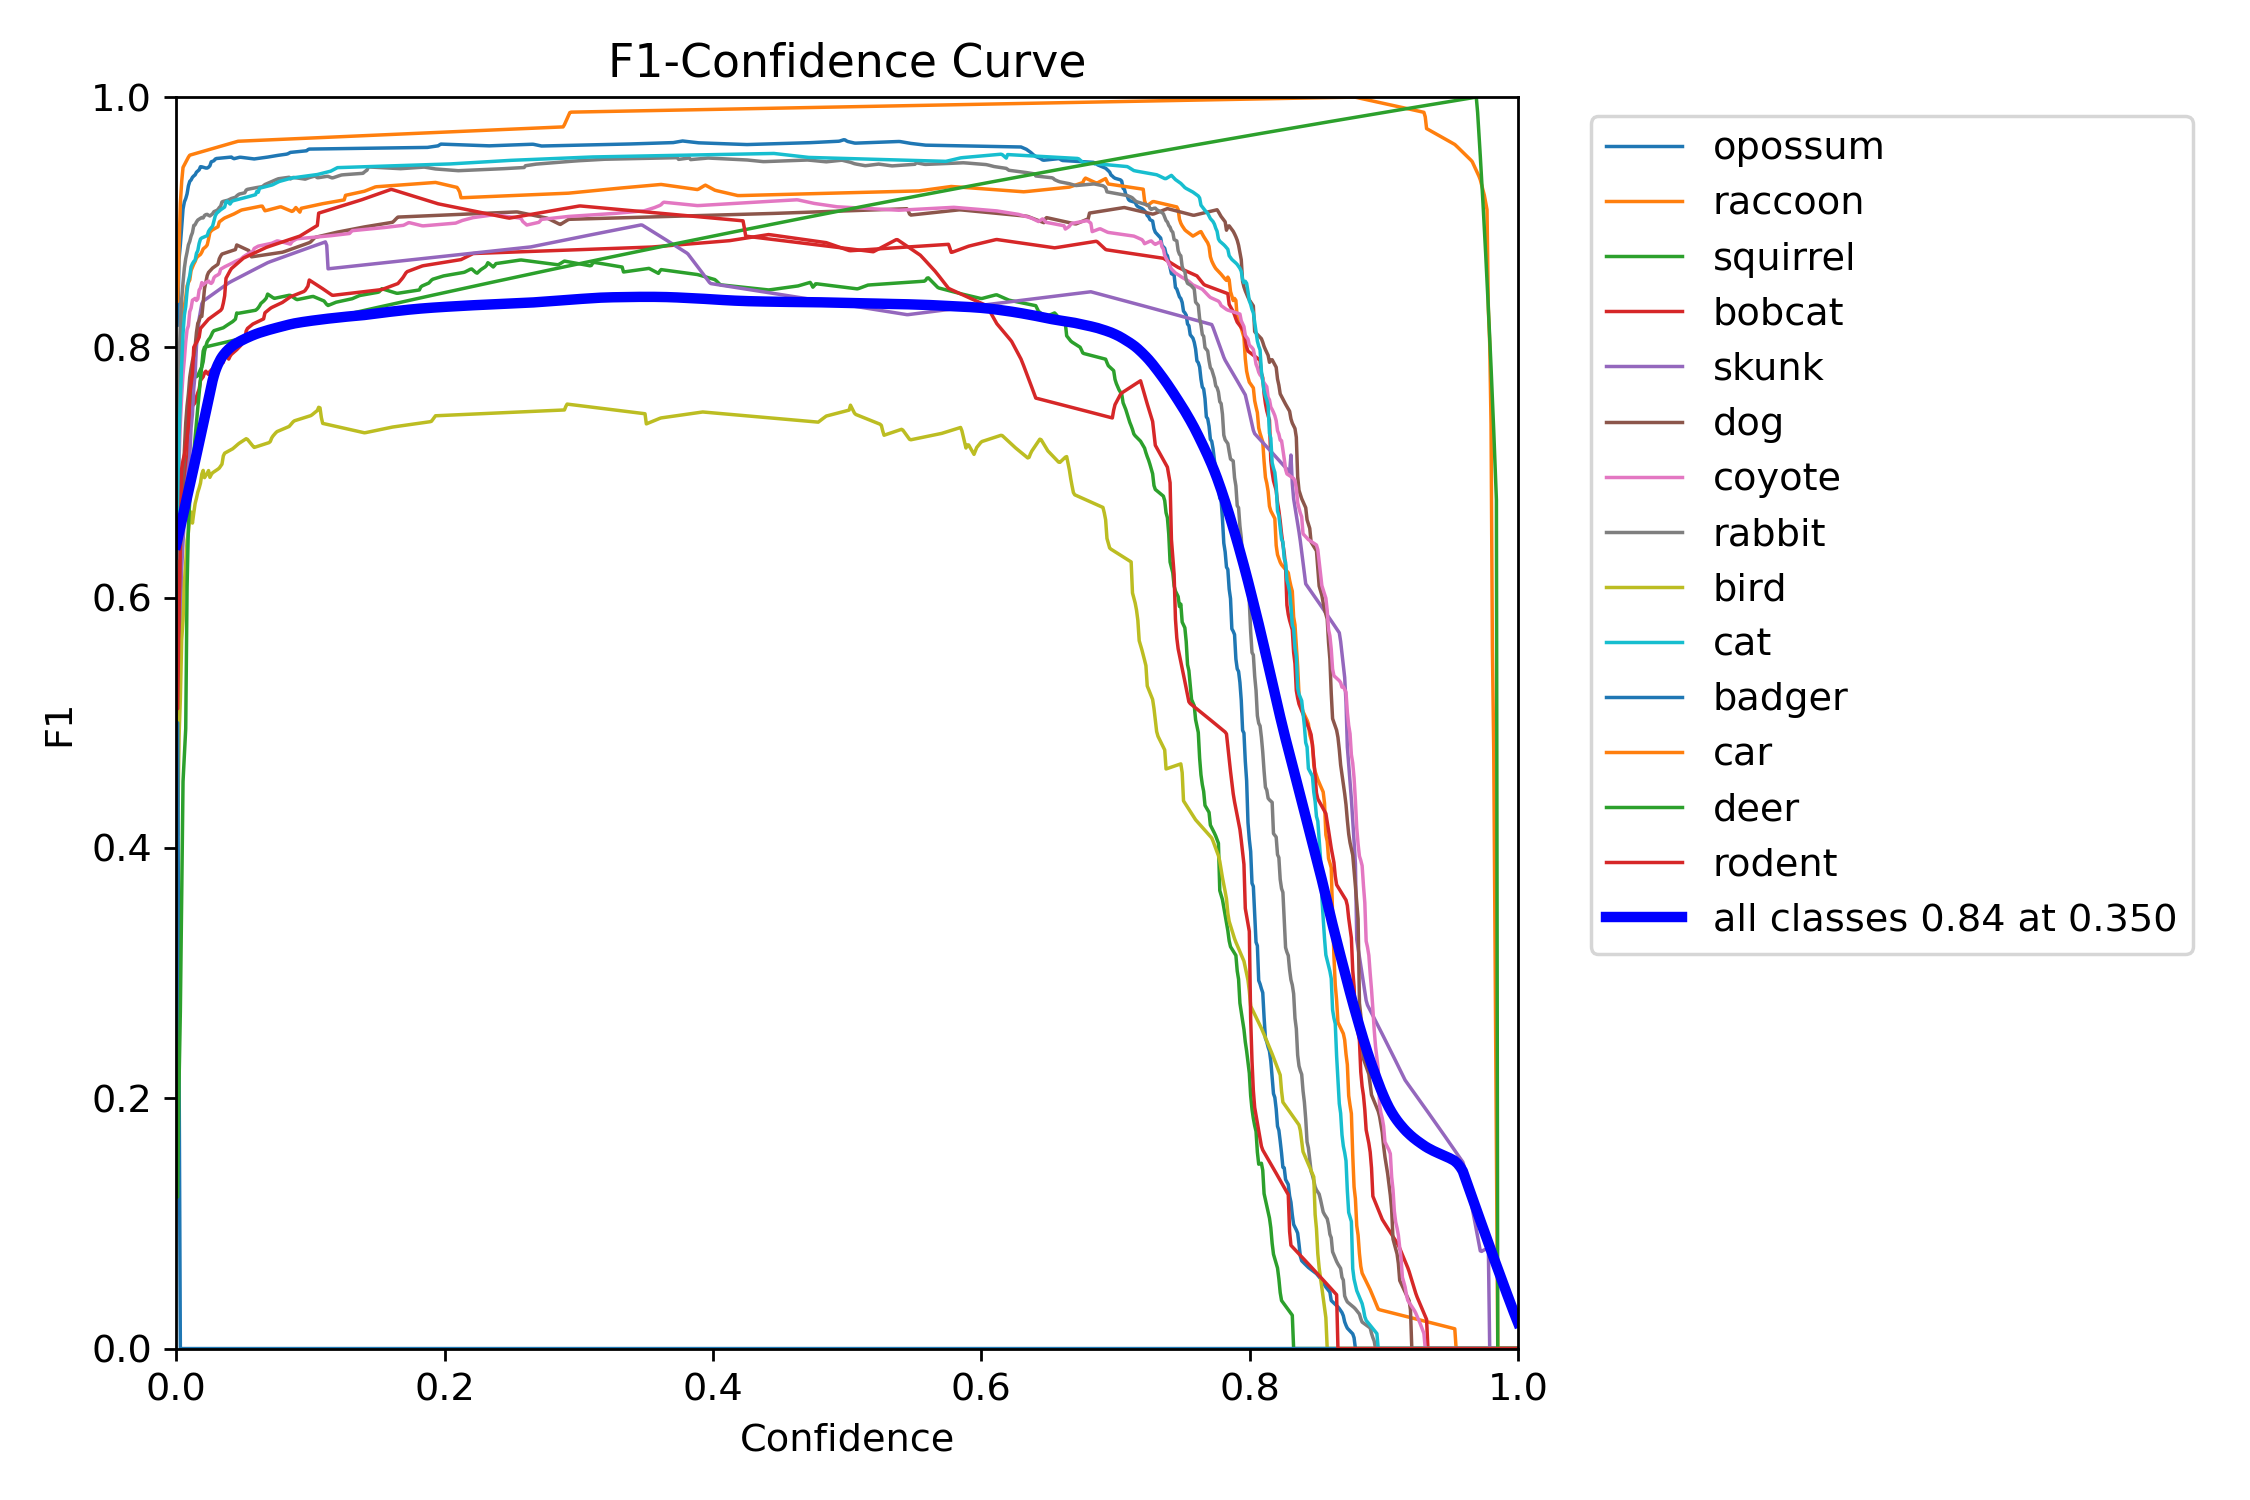 F1-Confidence Curve
1.0
0.8
0.6
0.4
0.2
0.0
F1
0.0 0.2 0.4 0.6 0.8 1.0
Confidence
opossum
raccoon
squirrel
bobcat
skunk
dog
coyote
rabbit
bird
cat
badger
car
deer
rodent
all classes 0.84 at 0.350